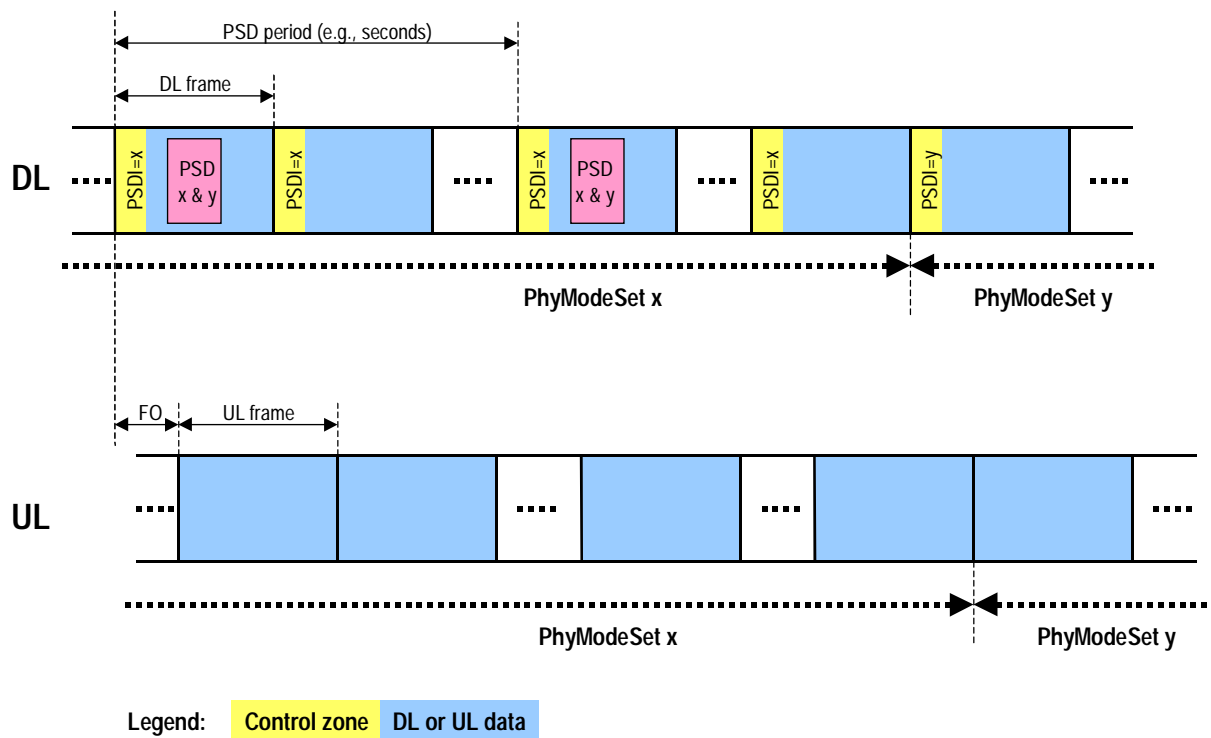 PSD period (e.g., seconds)
DL frame
DL
PSDI=x
PSD
x & y
PSDI=x
PSDI=x
PSD
x & y
PSDI=x
PSDI=y
PhyModeSet x
PhyModeSet y
FO
UL frame
UL
PhyModeSet x
PhyModeSet y
Legend:
Control zone
DL or UL data